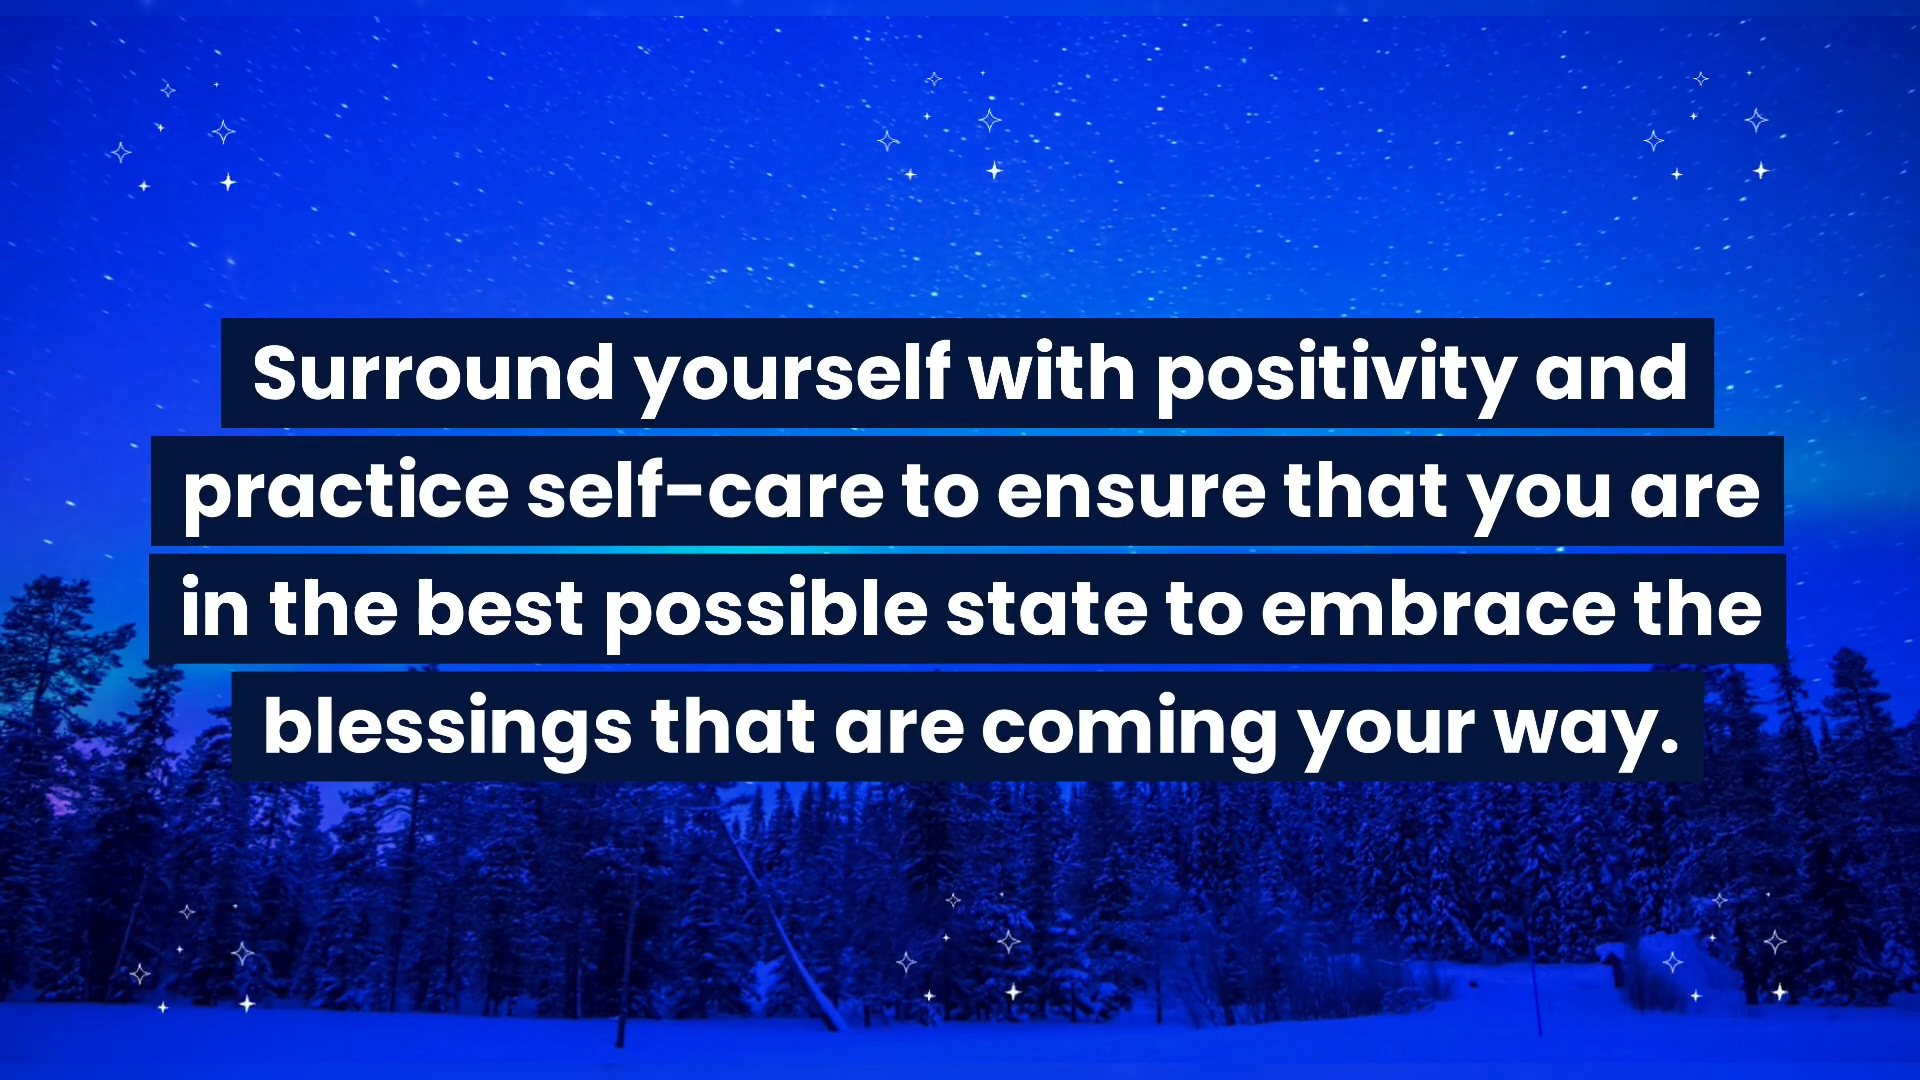 Surround yourself with positivity and
practice self-care to ensure that you are
in the best possible state to embrace the
blessings that are coming your way.